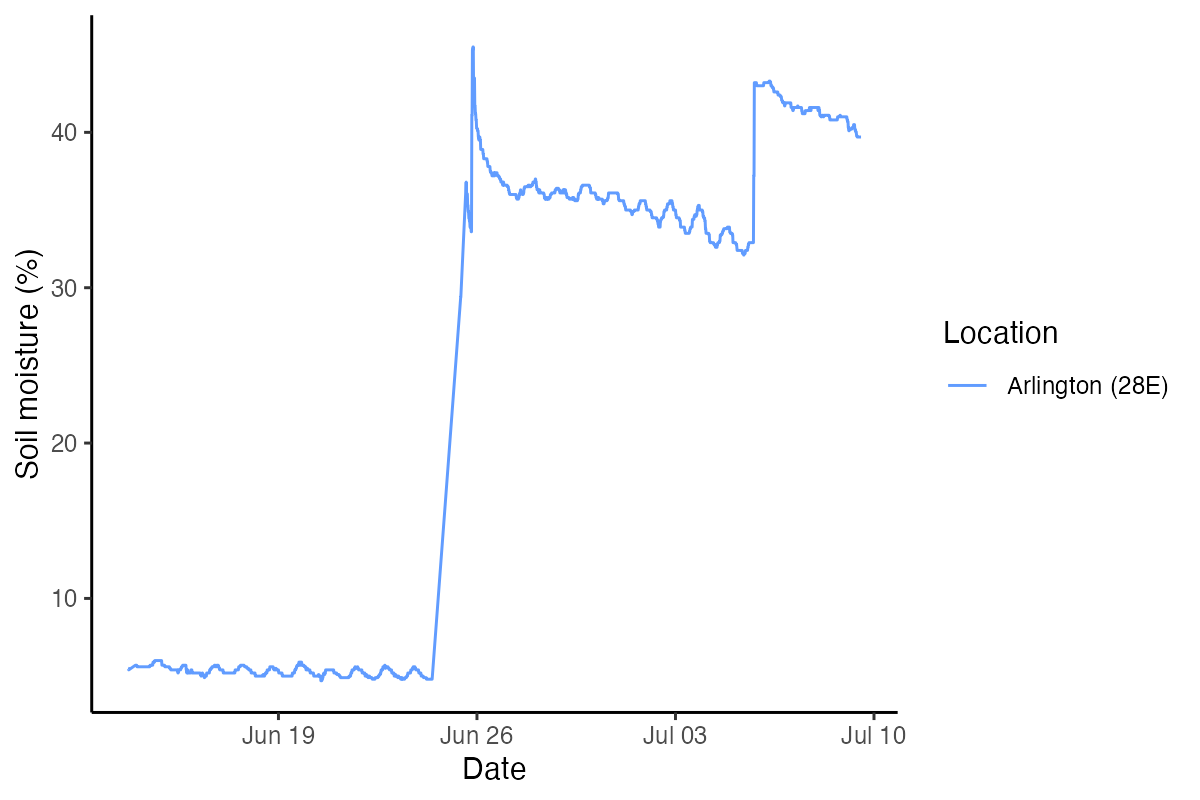 Soil moisture (%)
40
30
20
10
Jun 19
Jun 26
Jul 03
Jul 10
Date
Location
Arlington (28E)